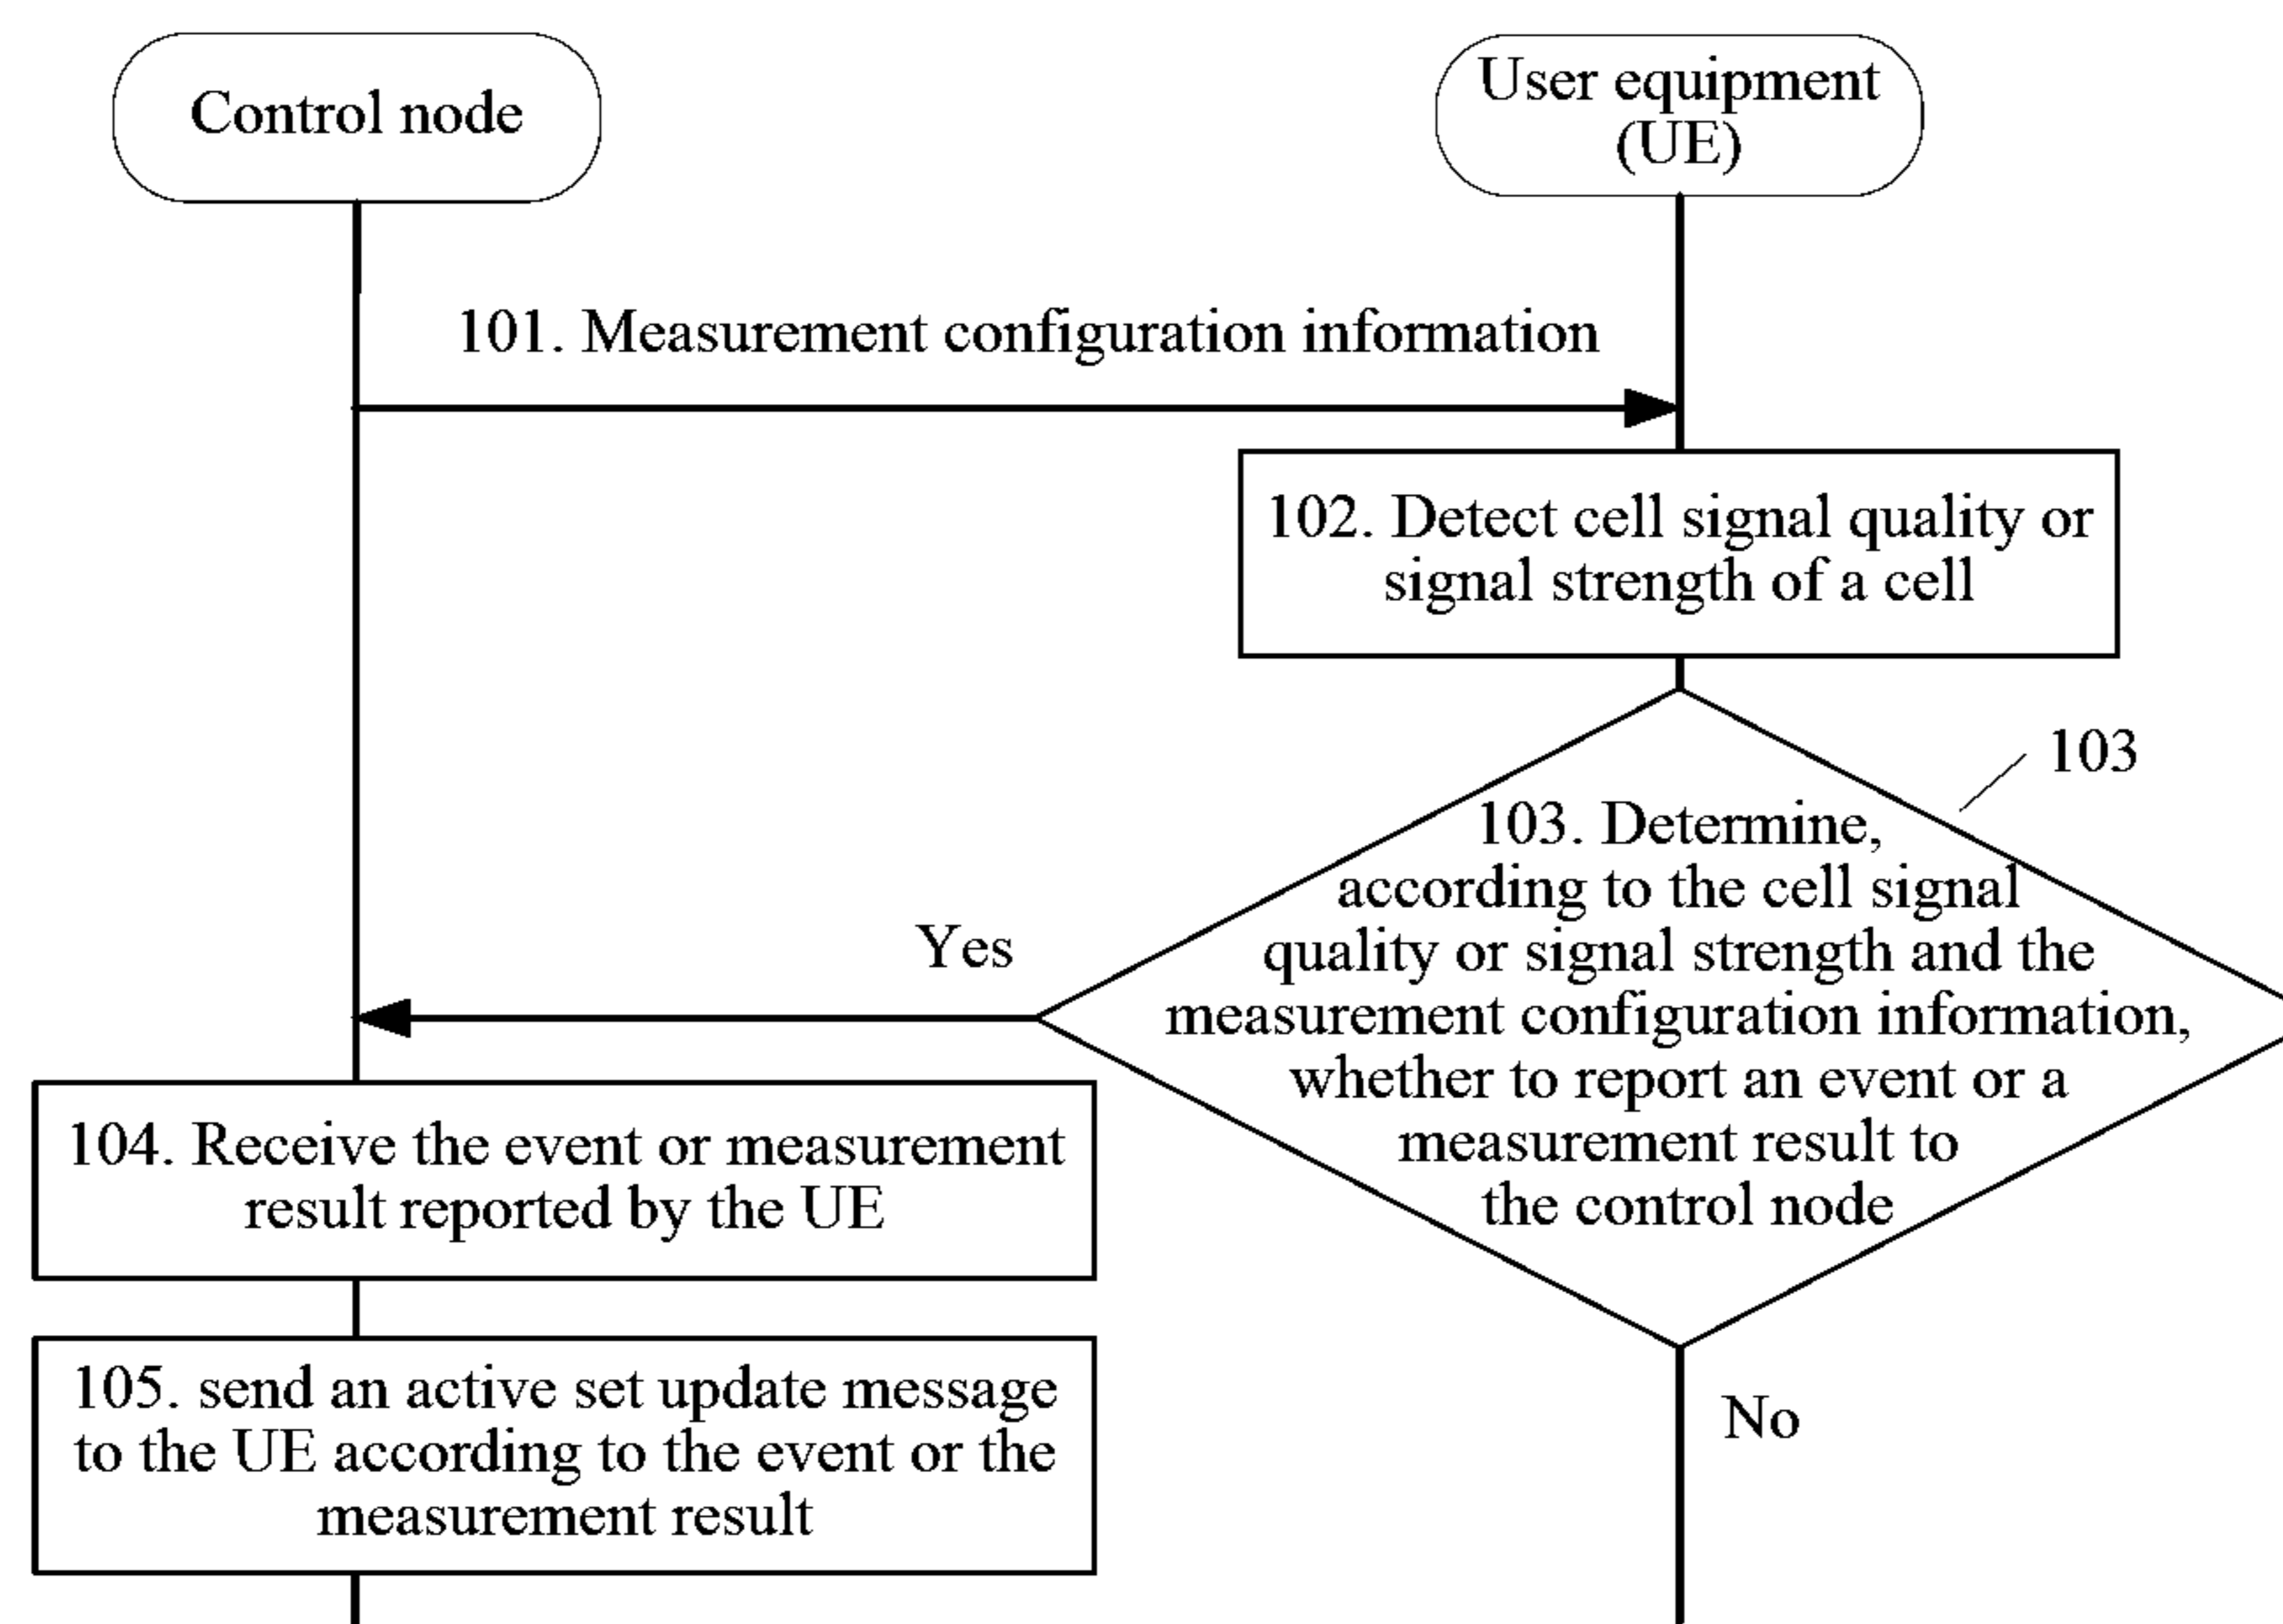 Control node
User equipment
(UE)
101. Measurement configuration information
102. Detect cell signal quality or
signal strength of a cell
103
103. Determine,
according to the cell signal
quality or signal strength and the
measurement configuration information,
whether to report an event or a
measurement result to
the control node
Yes
104. Receive the event or measurement
result reported by the UE
105. send an active set update message
to the UE according to the event or the
measurement result
No